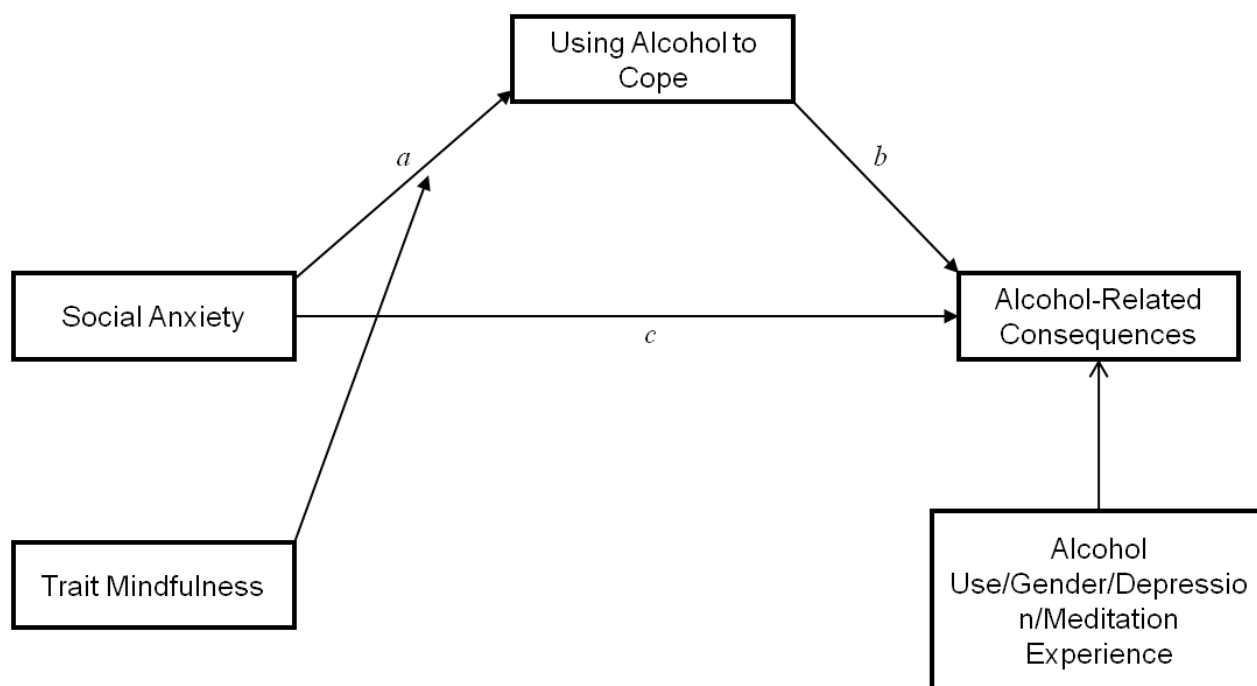 Using Alcohol to
Cope
a
b
Social Anxiety
Alcohol-Related
Consequences
c
Trait Mindfulness
Alcohol
Use/Gender/Depressio
n/Meditation
Experience